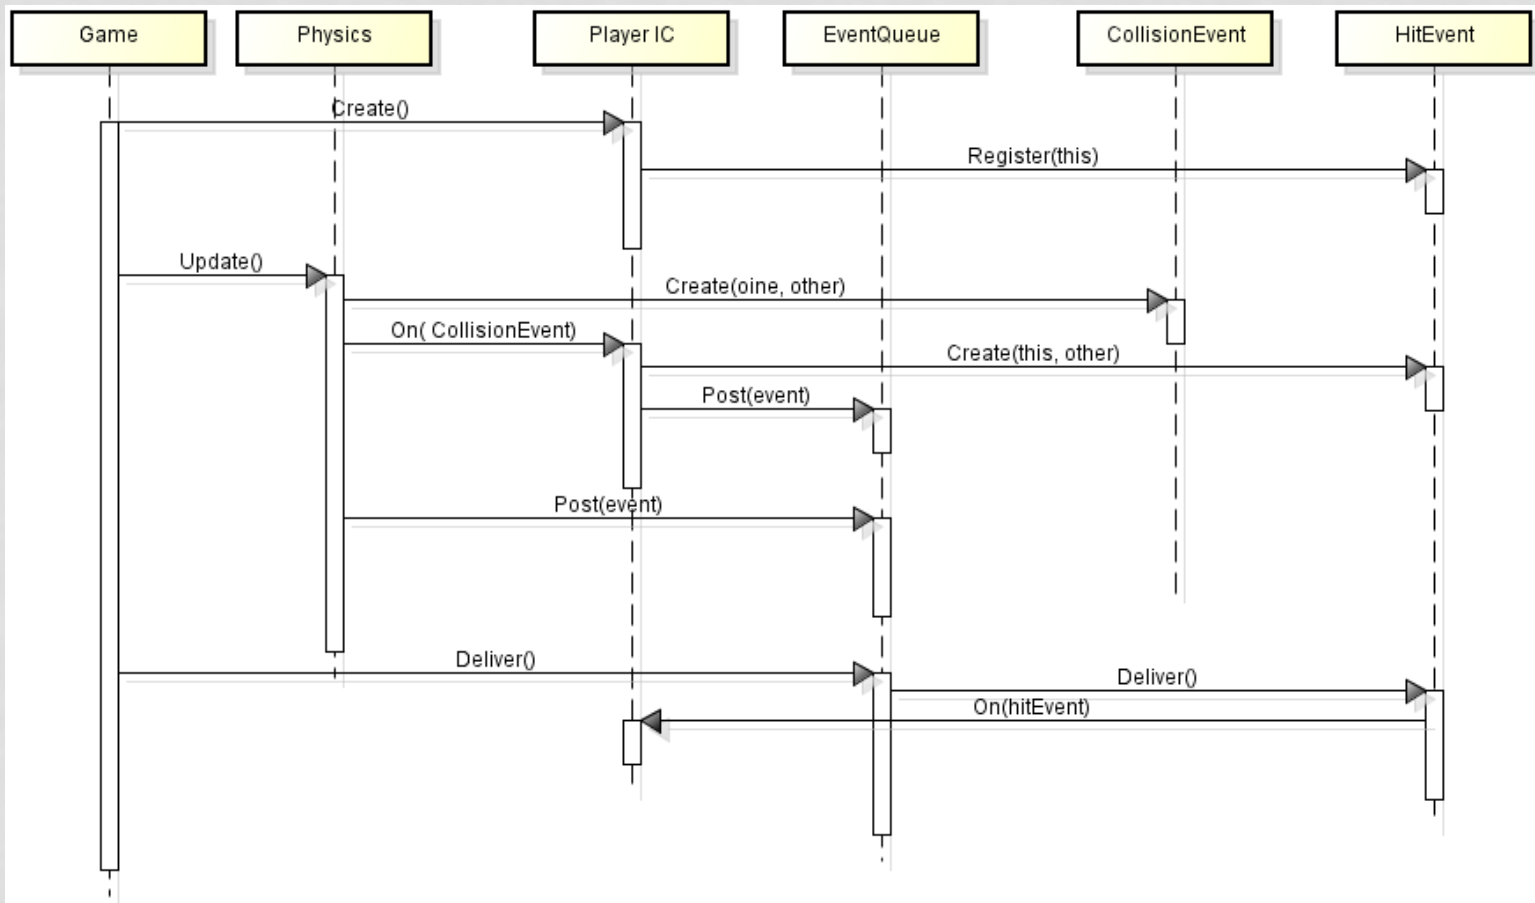 Game
Physics
Player IC
EventQueue
CollisionEvent
HitEvent
Create()
Register(this)
Update()
Create(oine, other)
On( CollisionEvent)
Create(this, other)
Post(event)
Post(event)
Deliver()
Deliver()
On(hitEvent)